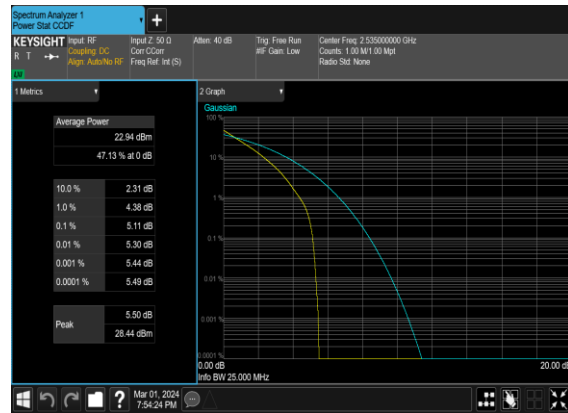 Spectrum Analyzer 1
Power Stat CCDF
KEYSIGHT
R T
LXI
Input: RF
Coupling: DC
Align: Auto/No RF
Input Z: 50 Ω
Corr CCorr
Freq Ref: Int (S)
Atten: 40 dB
Trig: Free Run
#IF Gain: Low
Center Freq: 2.535000000 GHz
Counts: 1.00 M/1.00 Mpt
Radio Std: None
1 Metrics
Average Power
22.94 dBm
47.13 % at 0 dB
10.0 % 2.31 dB
1.0 % 4.38 dB
0.1 % 5.11 dB
0.01 % 5.30 dB
0.001 % 5.44 dB
0.0001 % 5.49 dB
Peak
5.50 dB
28.44 dBm
2 Graph
Gaussian
100 %
10 %
1 %
0.1 %
0.01 %
0.001 %
0.0001 %
0.00 dB
20.00 dB
Info BW 25.000 MHz
?
Mar 01, 2024
7:54:24 PM